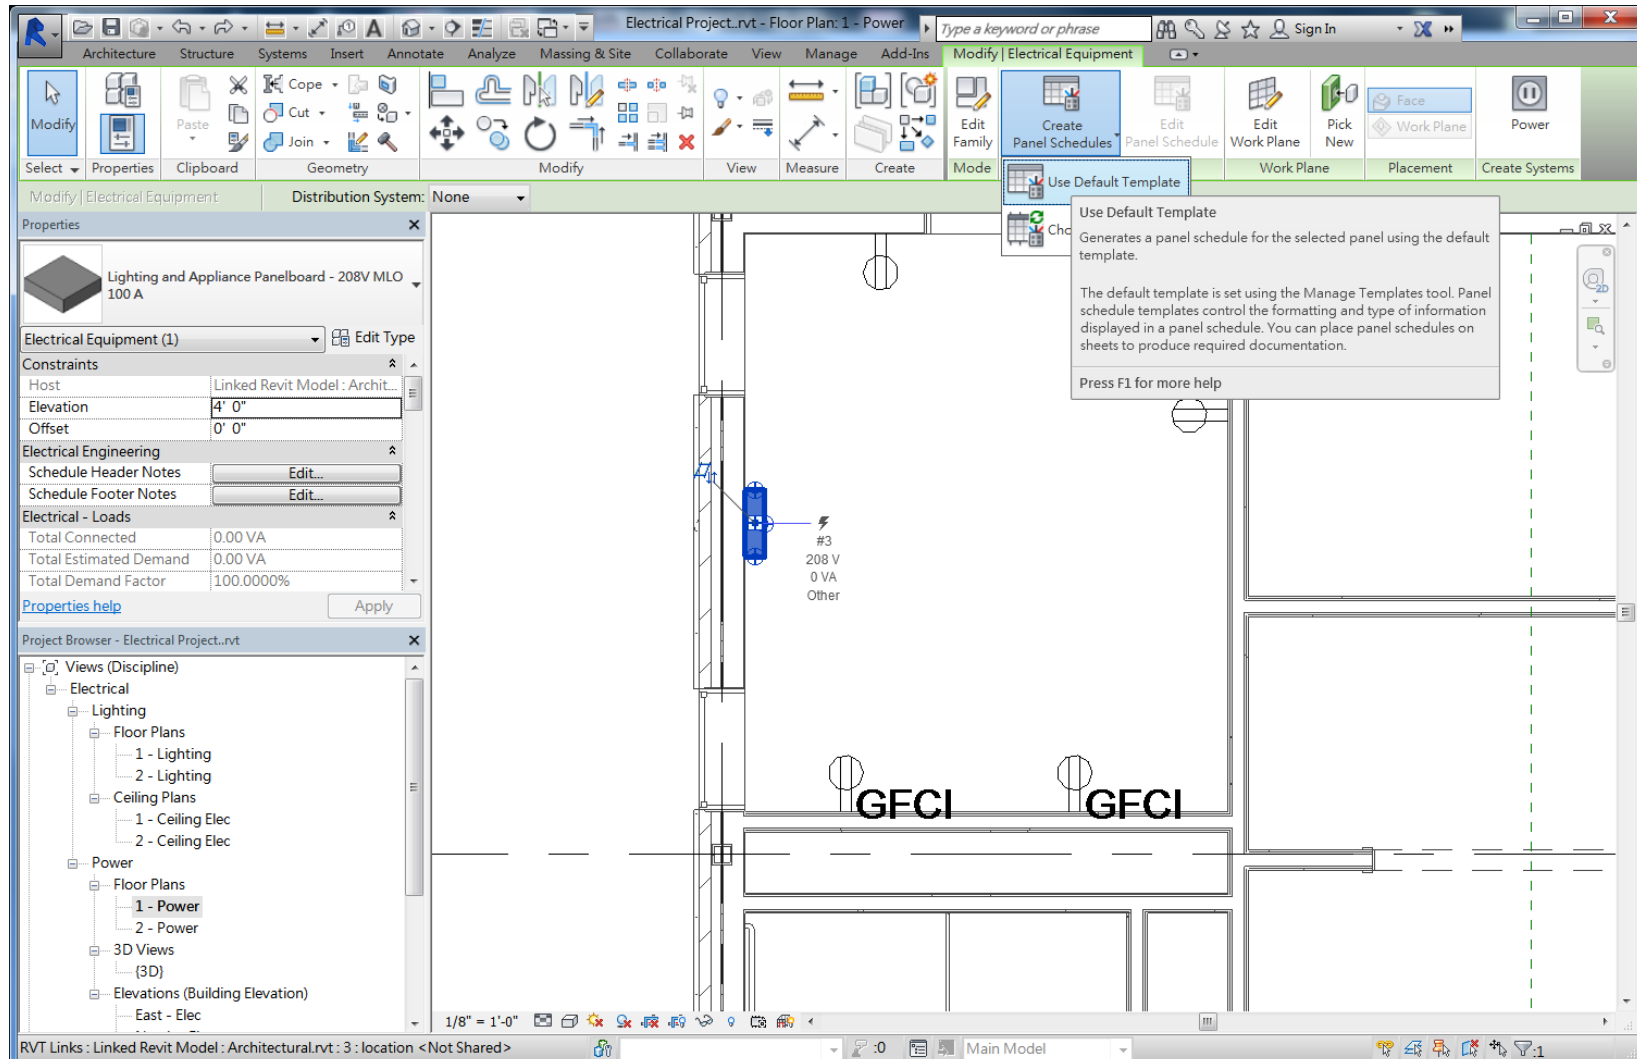 Electrical Project..rvt - Floor Plan: 1 - Power
Type a keyword or phrase
Sign In
Architecture Structure Systems Insert Annotate Analyze Massing & Site Collaborate View Manage Add-Ins Modify | Electrical Equipment
Modify
Paste
Cope
Cut
Join
Edit Family
Create Panel Schedules
Edit Panel Schedule
Edit Work Plane
Pick New
Face
Work Plane
Power
Select Properties Clipboard Geometry Modify View Measure Create Mode Work Plane Placement Create Systems
Modify | Electrical Equipment
Distribution System: None
Use Default Template
Cho
Use Default Template
Generates a panel schedule for the selected panel using the default
template.
The default template is set using the Manage Templates tool. Panel
schedule templates control the formatting and type of information
displayed in a panel schedule. You can place panel schedules on
sheets to produce required documentation.
Press F1 for more help
2D
Properties
Lighting and Appliance Panelboard - 208V MLO
100 A
Electrical Equipment (1)
Edit Type
Constraints
Host Linked Revit Model : Archit...
Elevation 4' 0"
Offset 0' 0"
Electrical Engineering
Schedule Header Notes Edit...
Schedule Footer Notes Edit...
Electrical - Loads
Total Connected 0.00 VA
Total Estimated Demand 0.00 VA
Total Demand Factor 100.0000%
Properties help
Apply
Project Browser - Electrical Project..rvt
Views (Discipline)
Electrical
Lighting
Floor Plans
1 - Lighting
2 - Lighting
Ceiling Plans
1 - Ceiling Elec
2 - Ceiling Elec
Power
Floor Plans
1 - Power
2 - Power
3D Views
{3D}
Elevations (Building Elevation)
East - Elec
#3
208 V
0 VA
Other
GFCI
GFCI
1/8" = 1'-0"
RVT Links : Linked Revit Model : Architectural.rvt : 3 : location <Not Shared>
:0
Main Model
:1